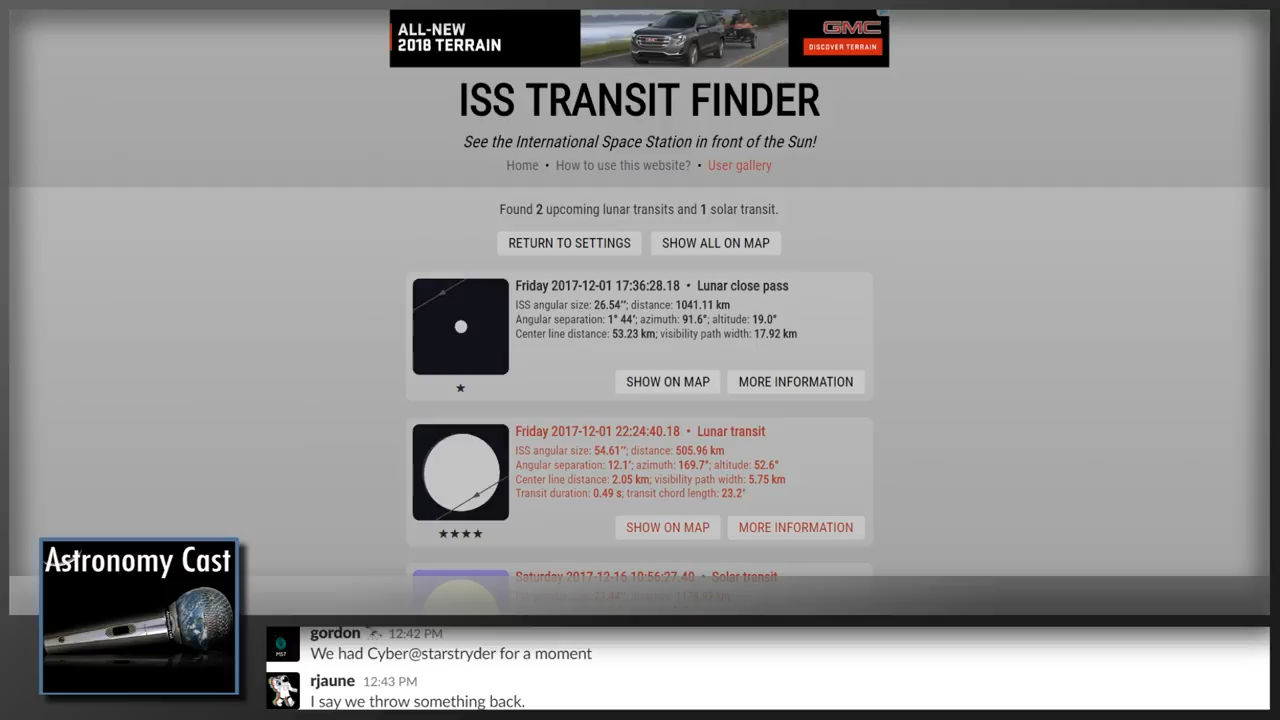 ALL-NEW
2018 TERRAIN
GMC
DISCOVER TERRAIN
ISS TRANSIT FINDER
See the International Space Station in front of the Sun!
Home • How to use this website? • User gallery
Found 2 upcoming lunar transits and 1 solar transit.
RETURN TO SETTINGS SHOW ALL ON MAP
Friday 2017-12-01 17:36:28.18 • Lunar close pass
ISS angular size: 26.54″; distance: 1041.11 km
Angular separation: 1° 44′; azimuth: 91.6°; altitude: 19.0°
Center line distance: 53.23 km; visibility path width: 17.92 km
SHOW ON MAP MORE INFORMATION
★
Friday 2017-12-01 22:24:40.18 • Lunar transit
ISS angular size: 54.61″; distance: 505.96 km
Angular separation: 12.1′; azimuth: 169.7°; altitude: 52.6°
Center line distance: 2.05 km; visibility path width: 5.75 km
Transit duration: 0.49 s; transit chord length: 23.2′
SHOW ON MAP MORE INFORMATION
★★★★
Saturday 2017-12-16 10:56:27.40 • Solar transit
Astronomy Cast
gordon 12:42 PM
We had Cyber@starstryder for a moment
rjaune 12:43 PM
I say we throw something back.